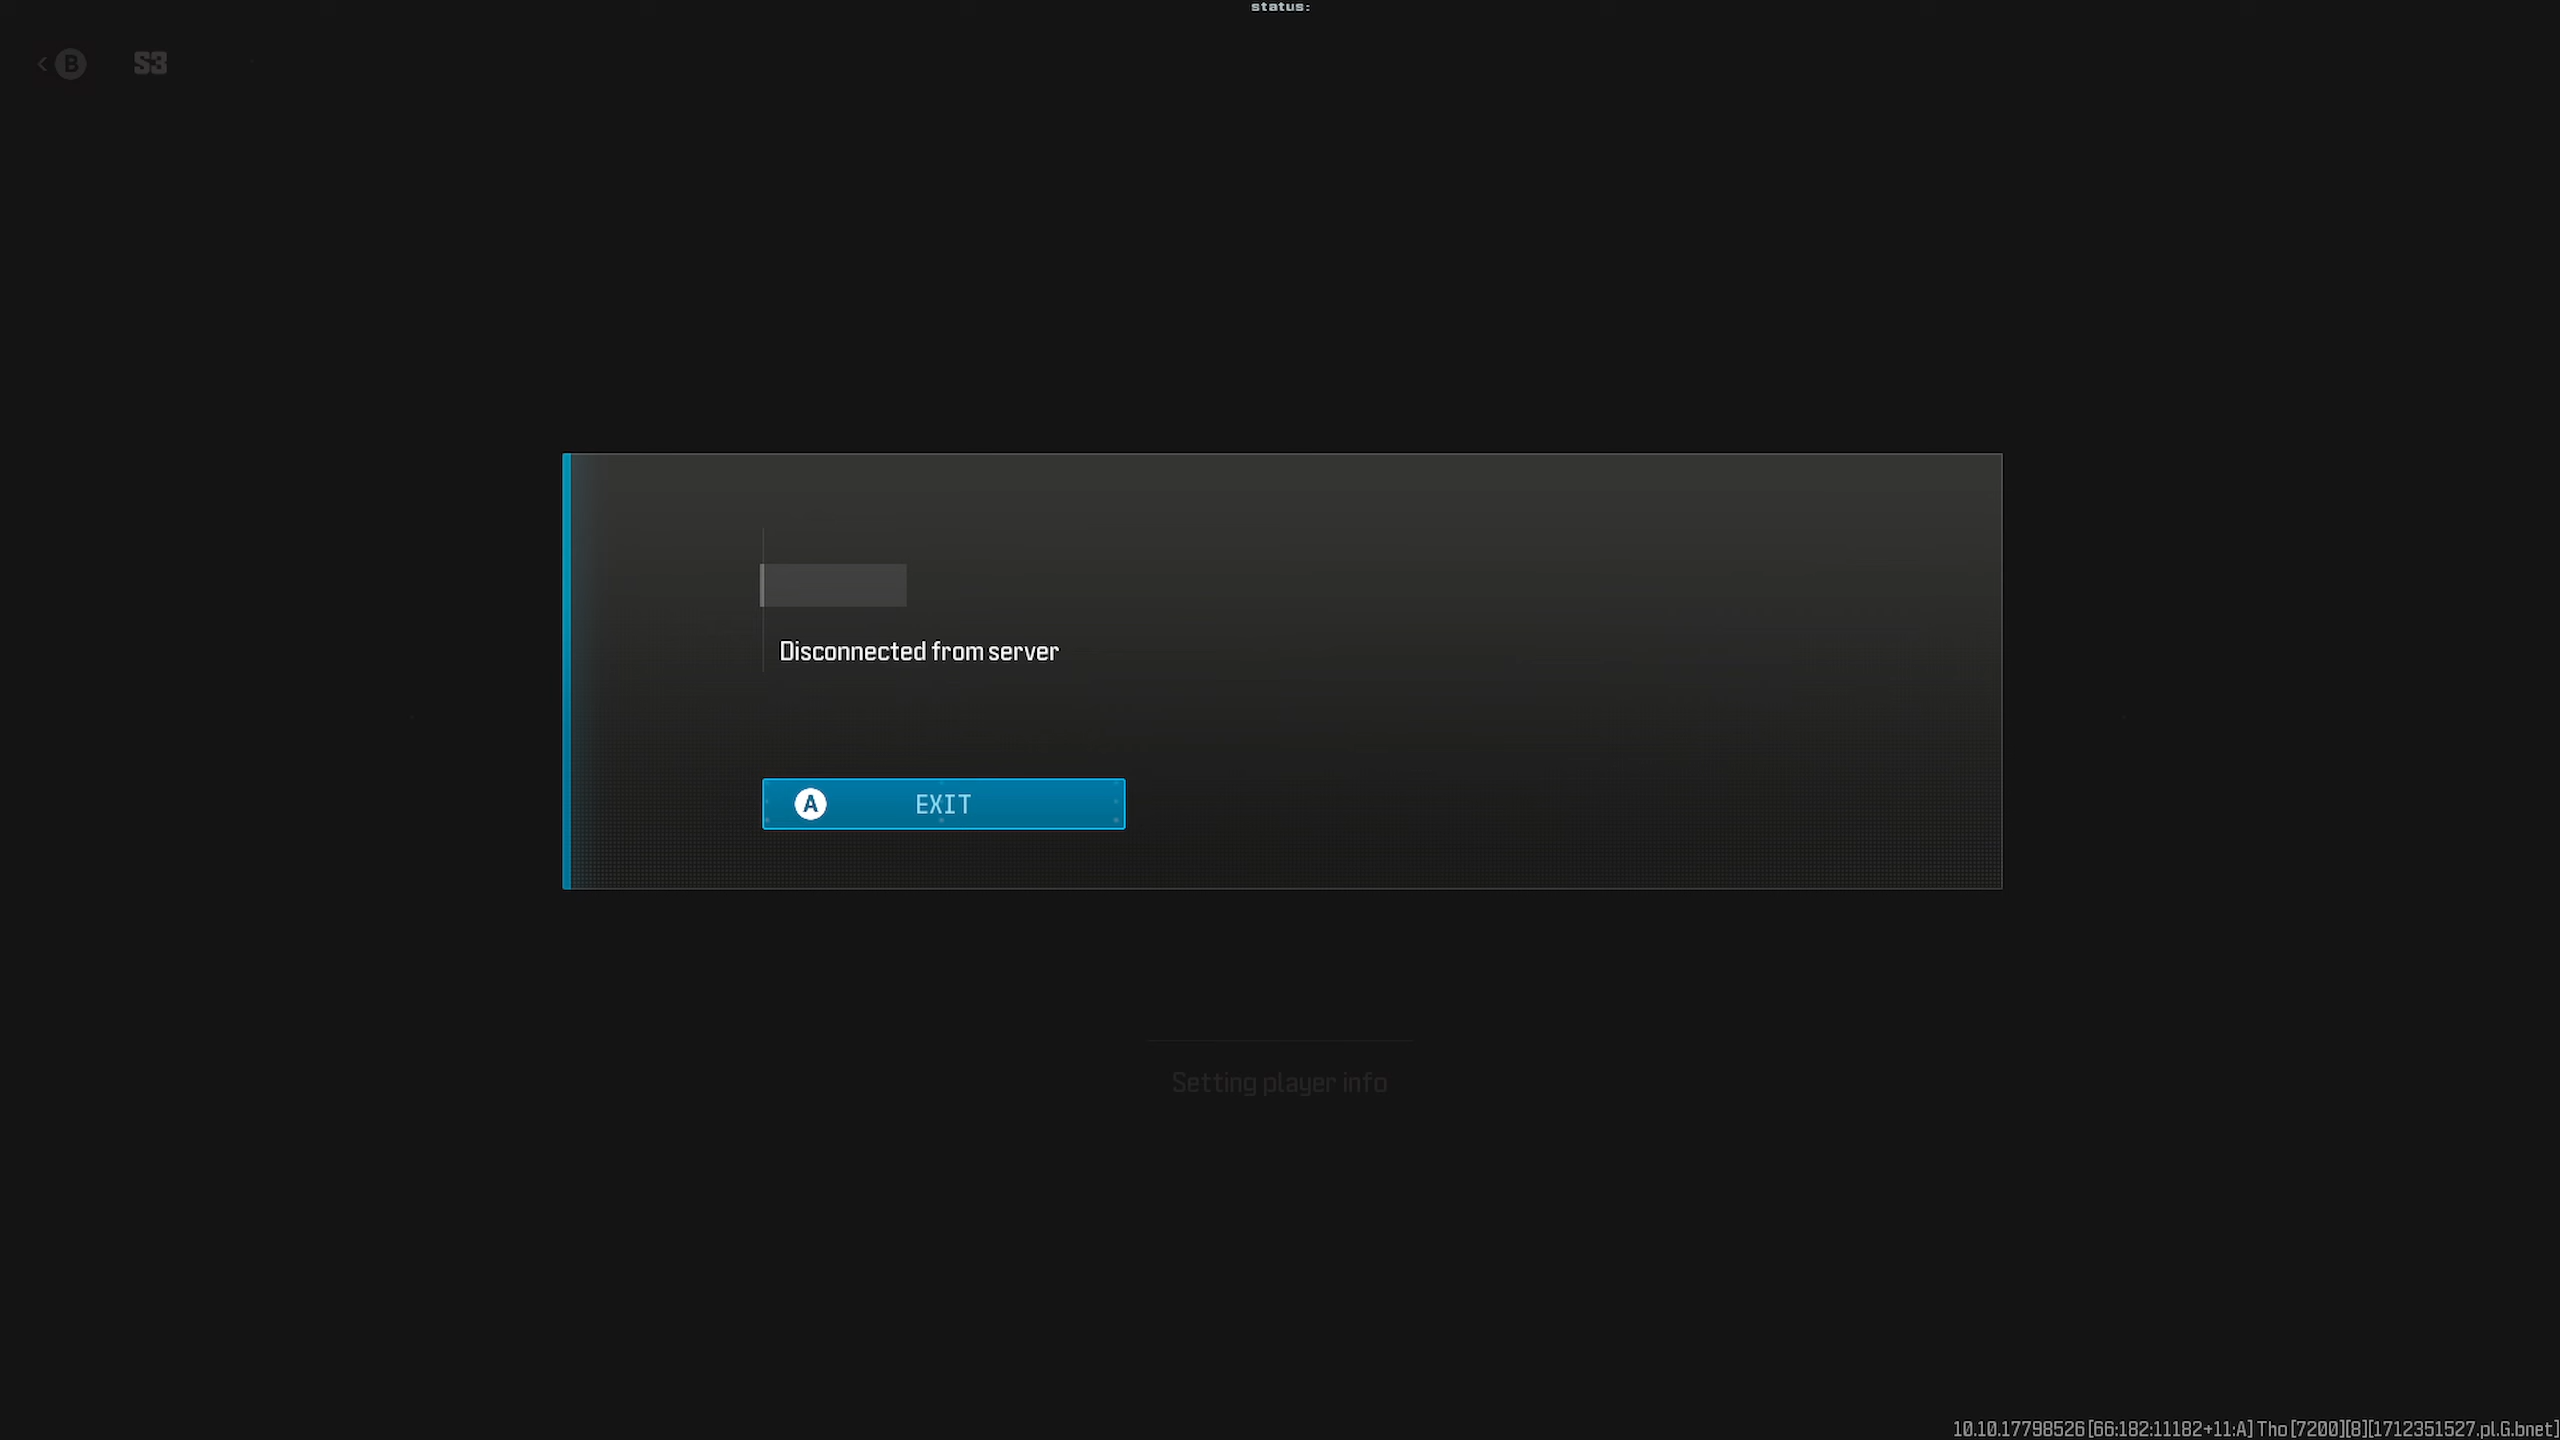 status:
< B S3
Disconnected from server
A EXIT
Setting player info
10.10.17798526 [66:182:11182+11:A] Tho [7200][8][1712351527.pl.G.bnet]